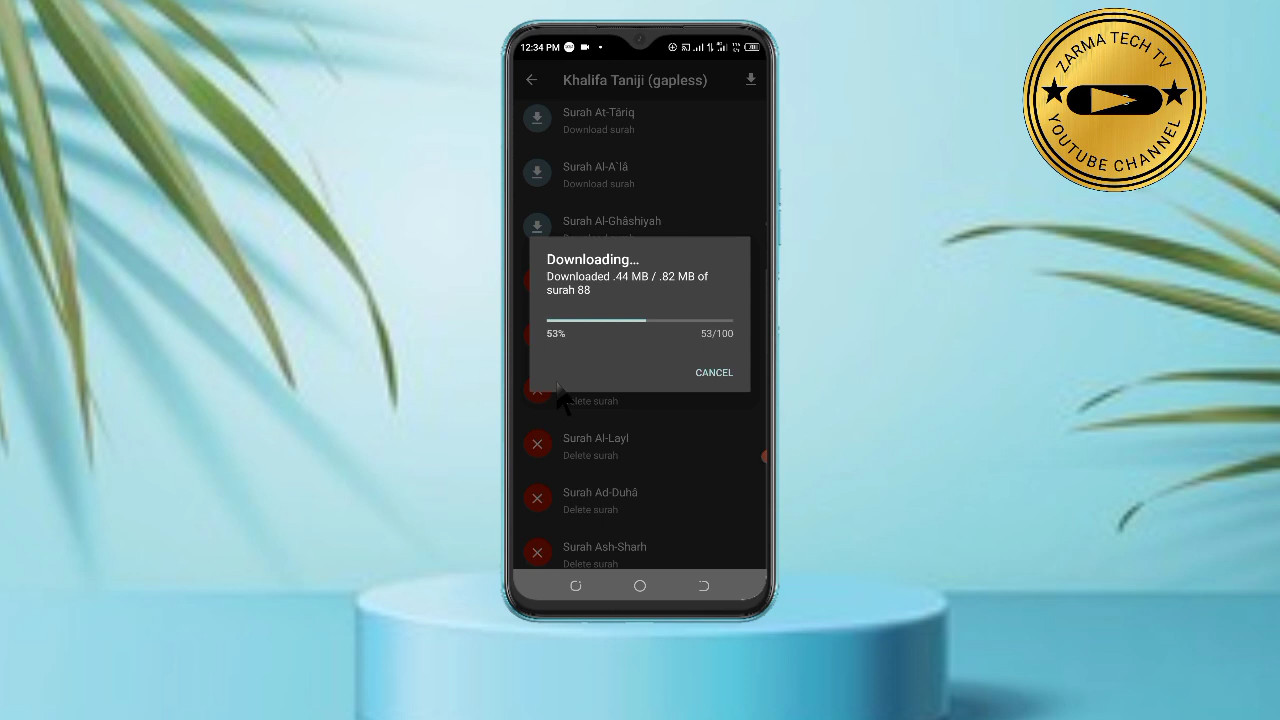 12:34 PM
Khalifa Taniji (gapless)
Surah At-Târiq
Download surah
Surah Al-A`lâ
Download surah
Surah Al-Ghâshiyah
Downloading...
Downloaded .44 MB / .82 MB of
surah 88
53%
53/100
CANCEL
Delete surah
Surah Al-Layl
Delete surah
Surah Ad-Duhâ
Delete surah
Surah Ash-Sharh
Delete surah
ZARMA TECH TV
YOUTUBE CHANNEL